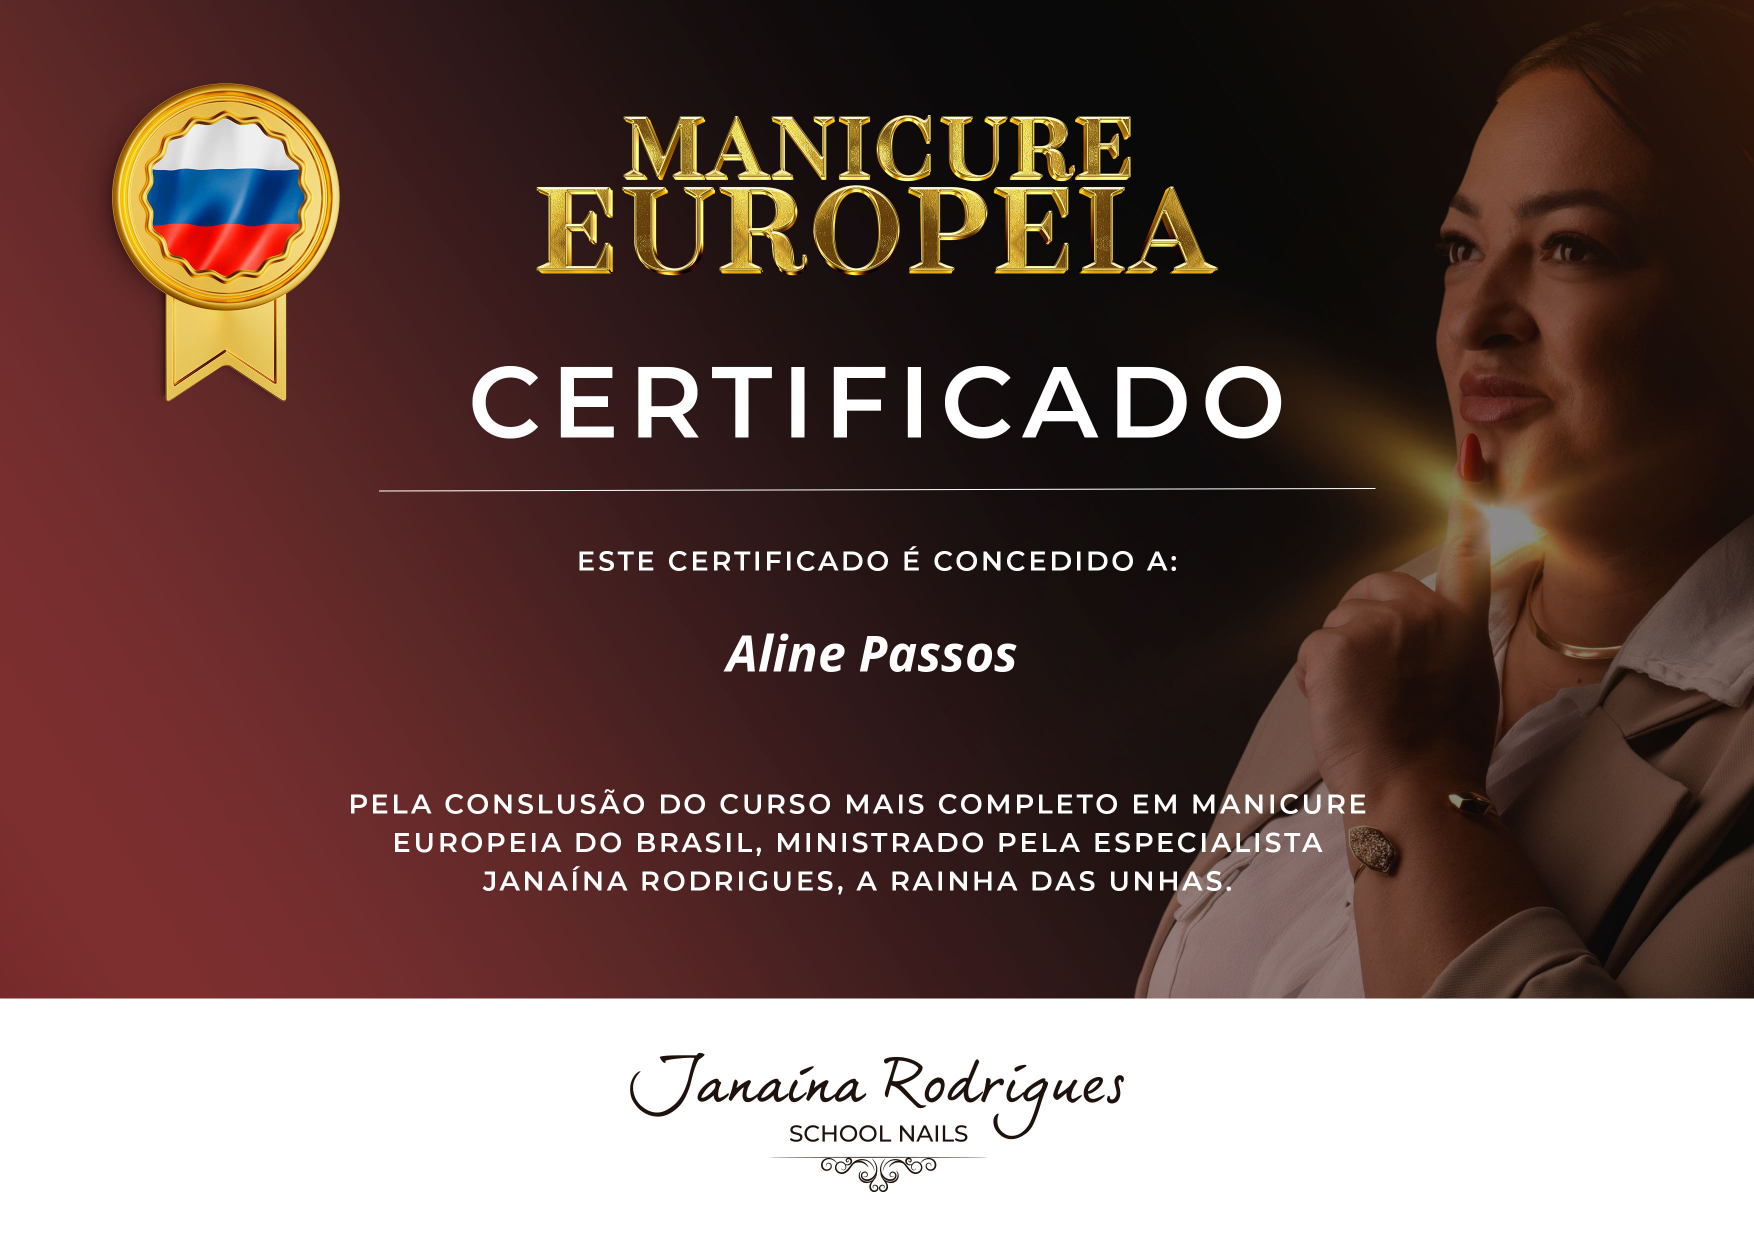 MANICURE
EUROPEIA
CERTIFICADO
ESTE CERTIFICADO É CONCEDIDO A:
Aline Passos
PELA CONSLUSÃO DO CURSO MAIS COMPLETO EM MANICURE
EUROPEIA DO BRASIL, MINISTRADO PELA ESPECIALISTA
JANAÍNA RODRIGUES, A RAINHA DAS UNHAS.
Janaína Rodrigues
SCHOOL NAILS